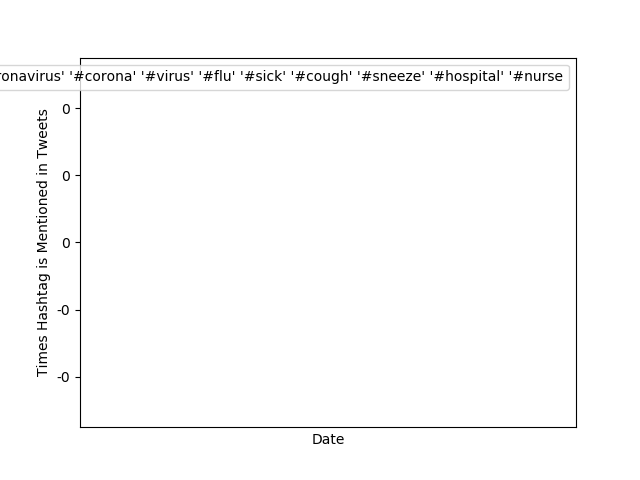 ronavirus' '#corona' '#virus' '#flu' '#sick' '#cough' '#sneeze' '#hospital' '#nurse
0
0
0
-0
-0
Times Hashtag is Mentioned in Tweets
Date